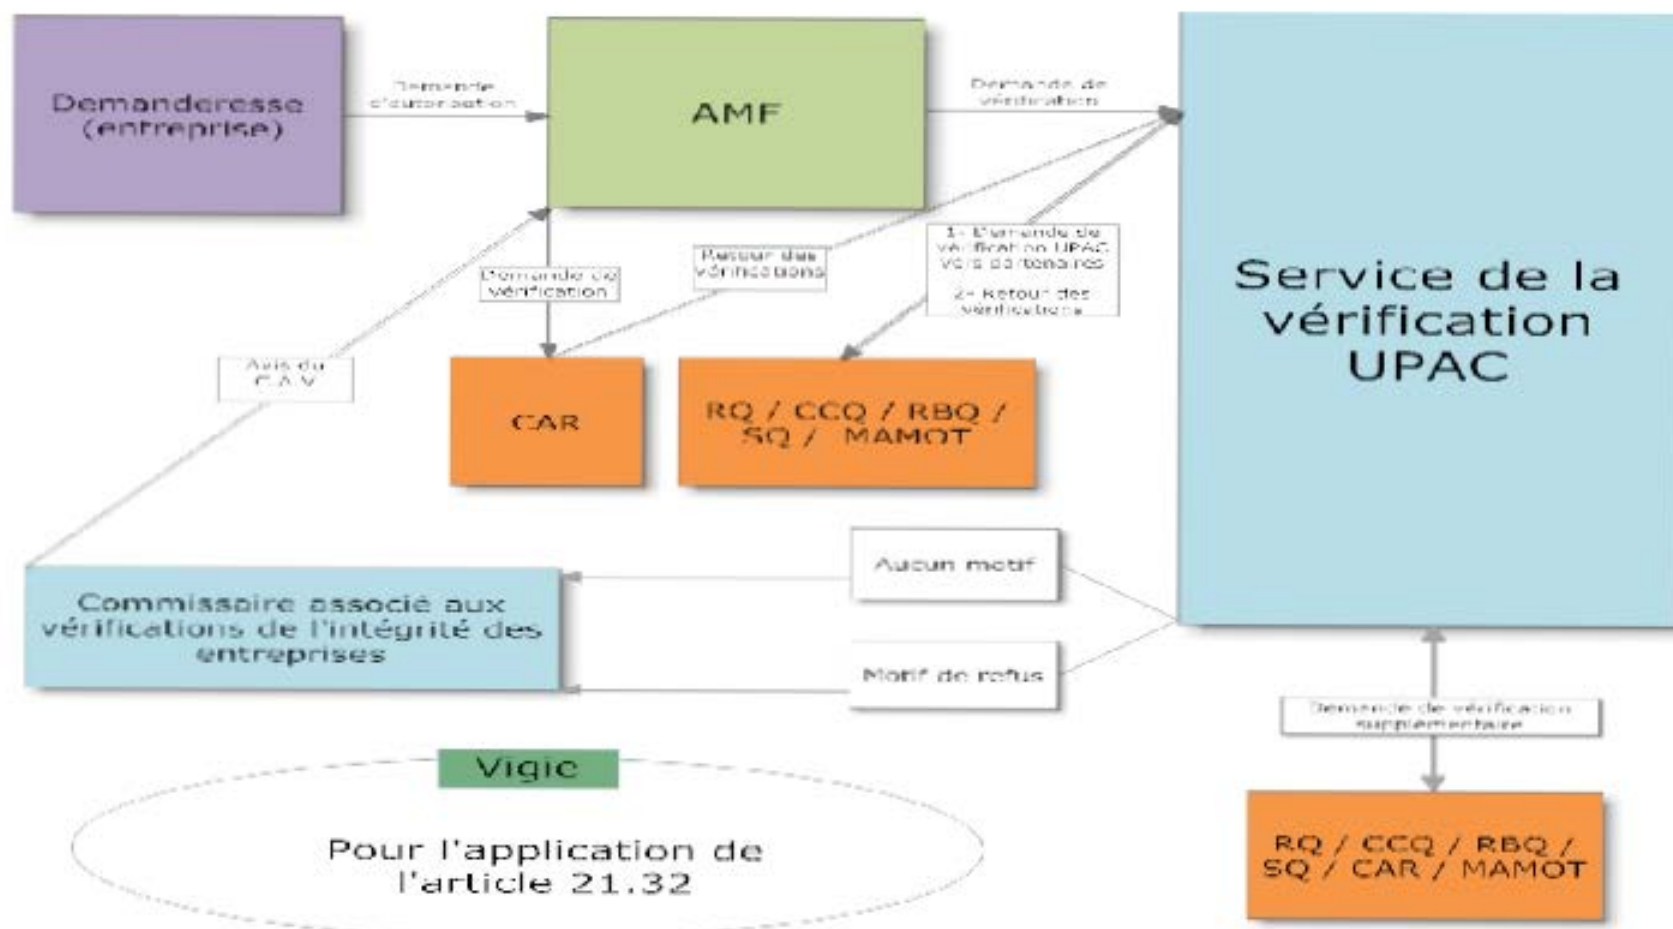 Demanderesse
(entreprise)
Demande
d'autorisation
AMF
Demande de
vérification
Service de la
vérification
UPAC
Demande de
vérification
Retour des
vérifications
1- Demande de
vérification UPAC
vers partenaires
2- Retour des
vérifications
Avis du
C.A.V.
CAR
RQ / CCQ / RBQ /
SQ / MAMOT
Aucun motif
Commissaire associé aux
vérifications de l'intégrité des
entreprises
Motif de refus
Demande de vérification
supplémentaire
Vigie
Pour l'application de
l'article 21.32
RQ / CCQ / RBQ /
SQ / CAR / MAMOT